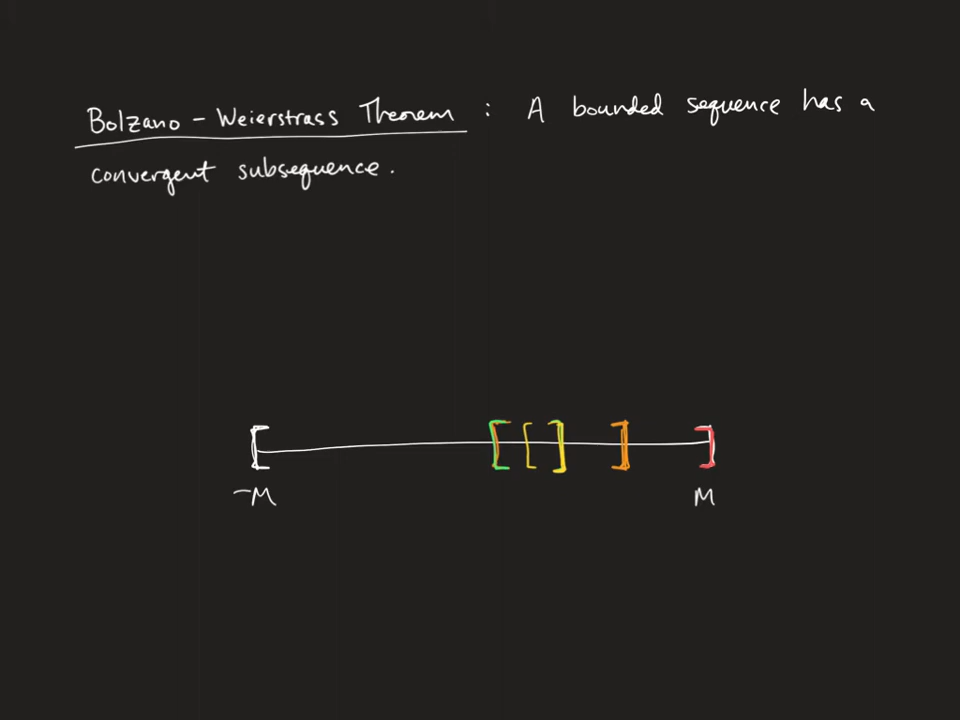 Bolzano - Weierstrass Theorem : A bounded sequence has a
convergent subsequence.
-M M